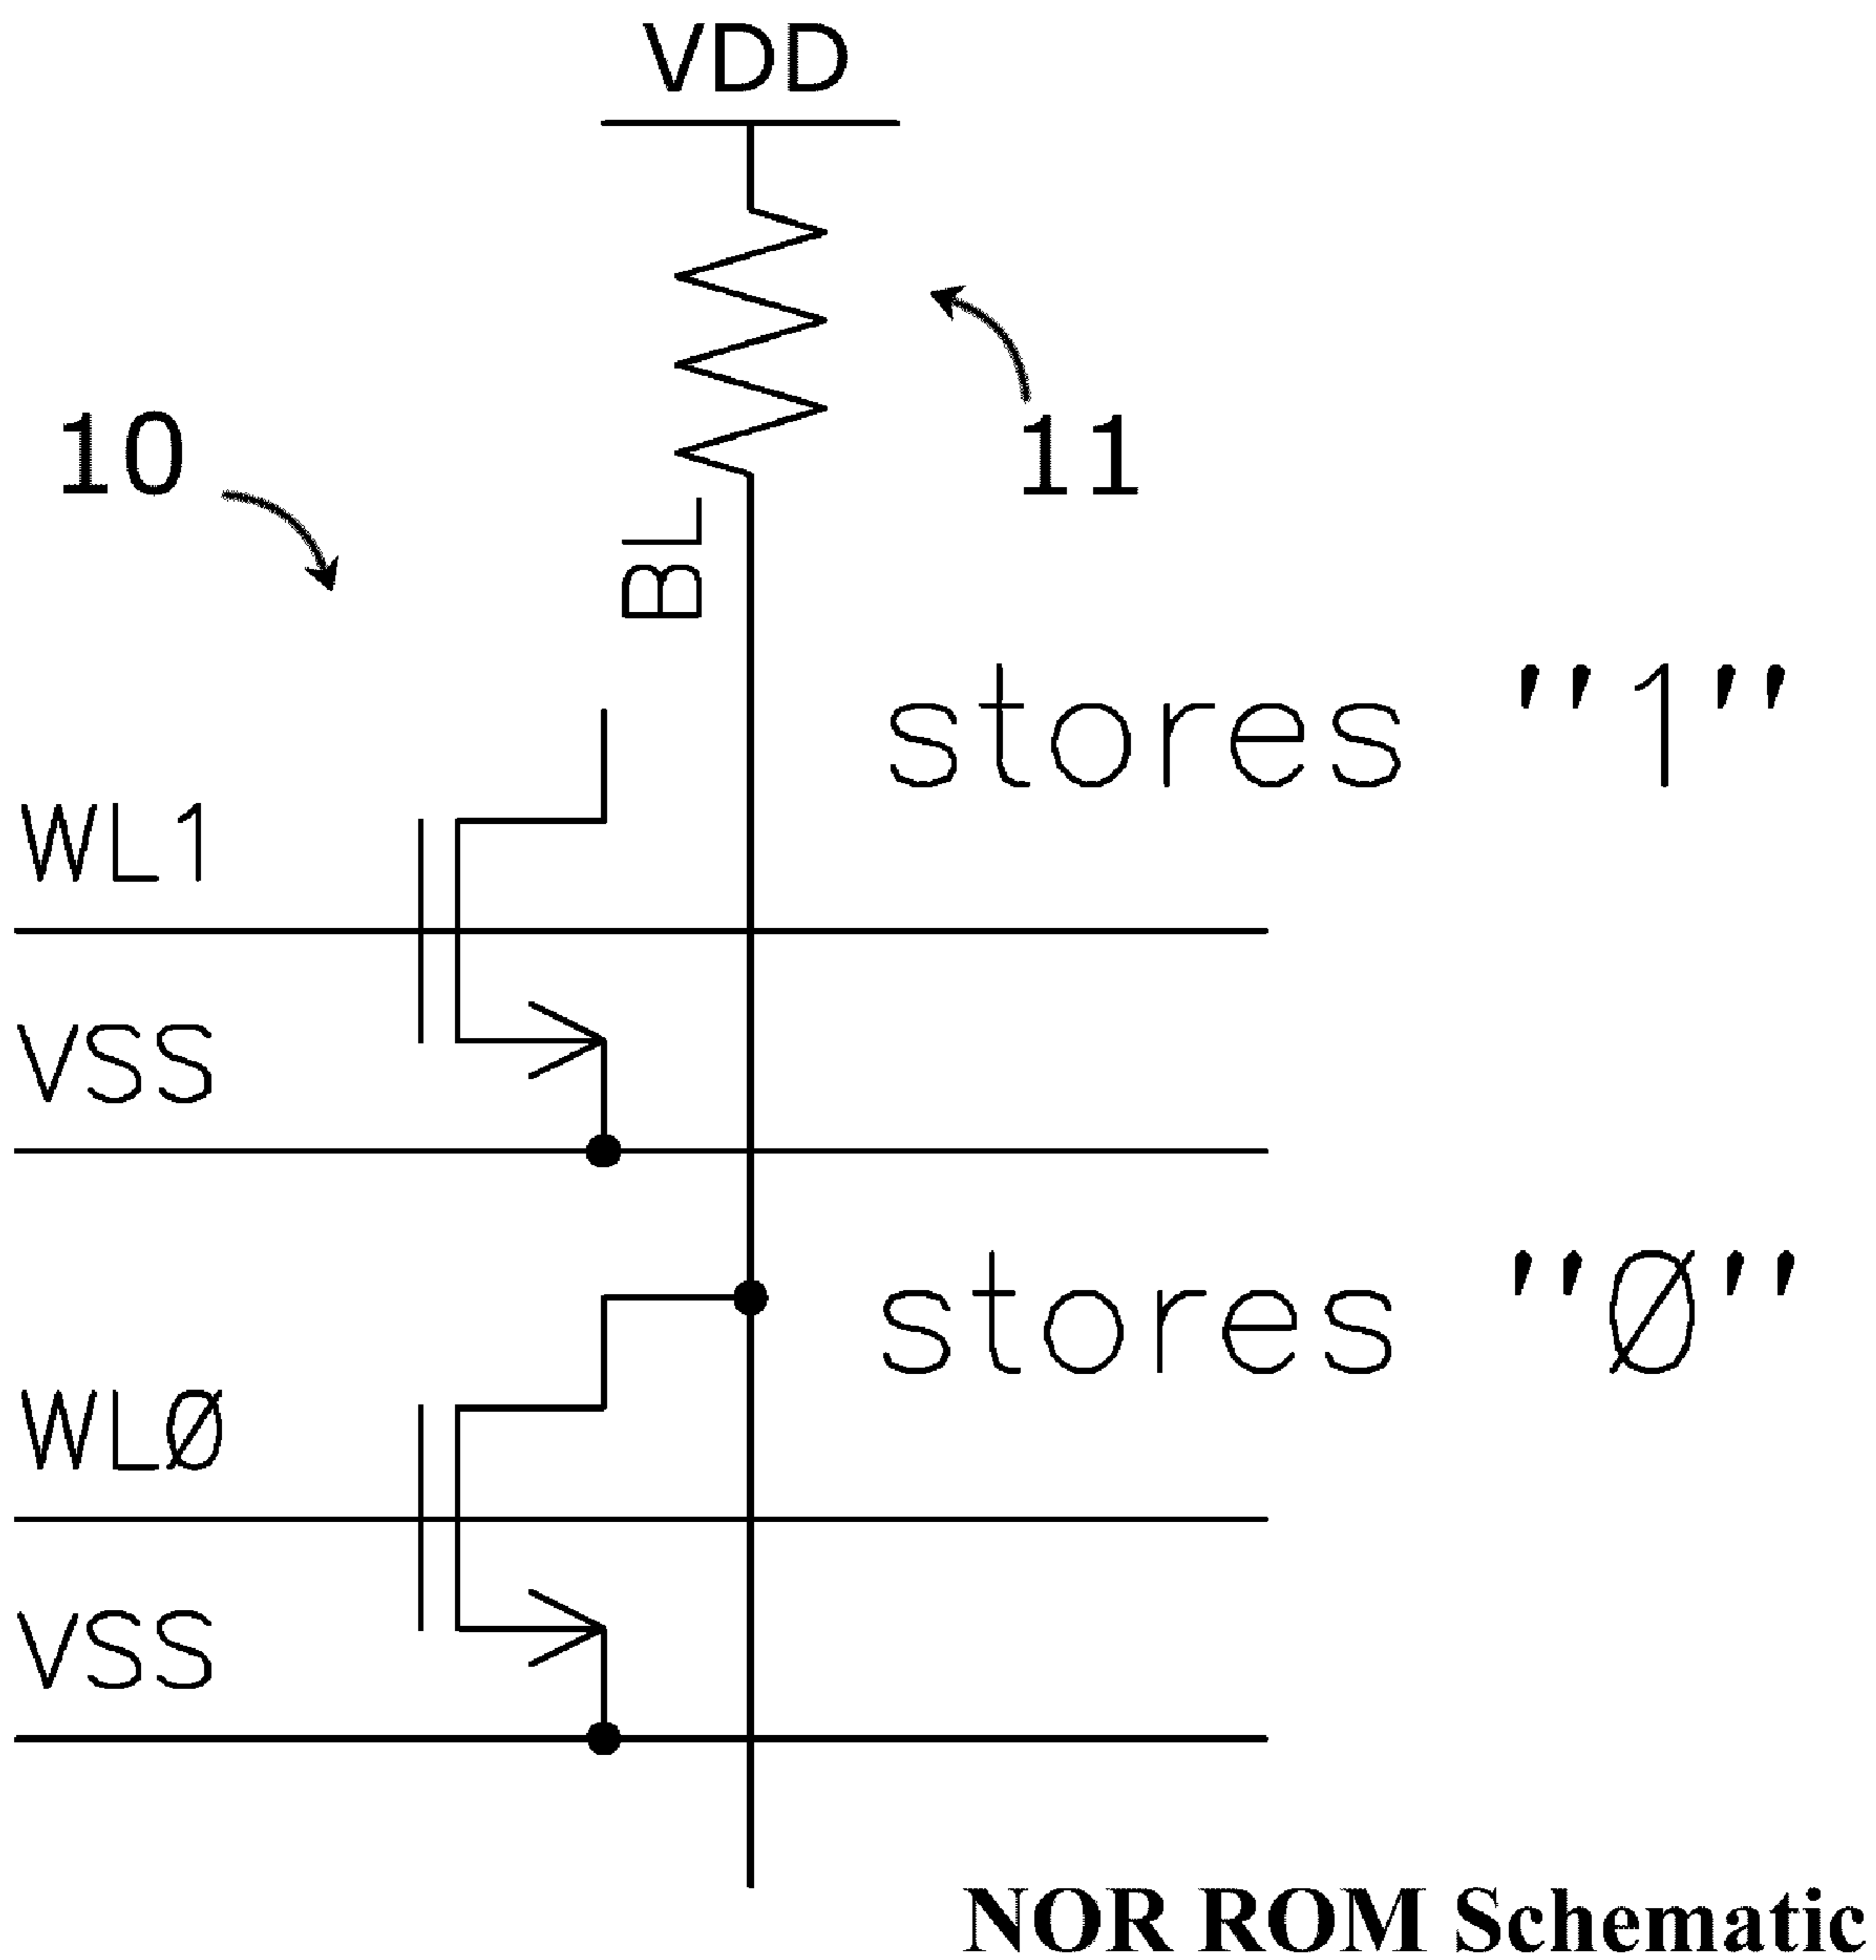 VDD
11
10
BL
stores "1"
WL1
VSS
stores "Ø"
WLØ
VSS
NOR ROM Schematic